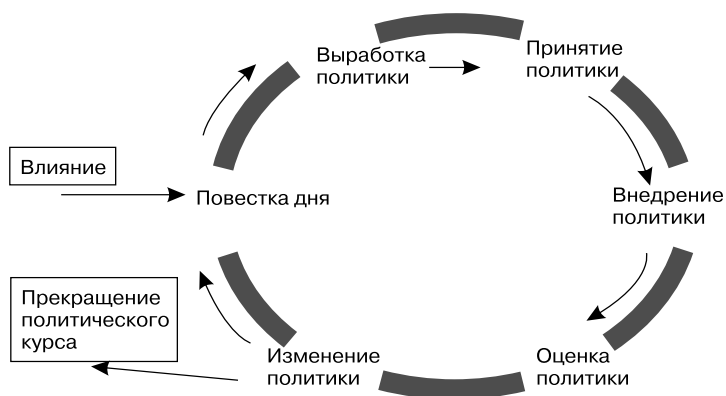 Выработка
политики
Принятие
политики
Влияние
Повестка дня
Внедрение
политики
Прекращение
политического
курса
Изменение
политики
Оценка
политики